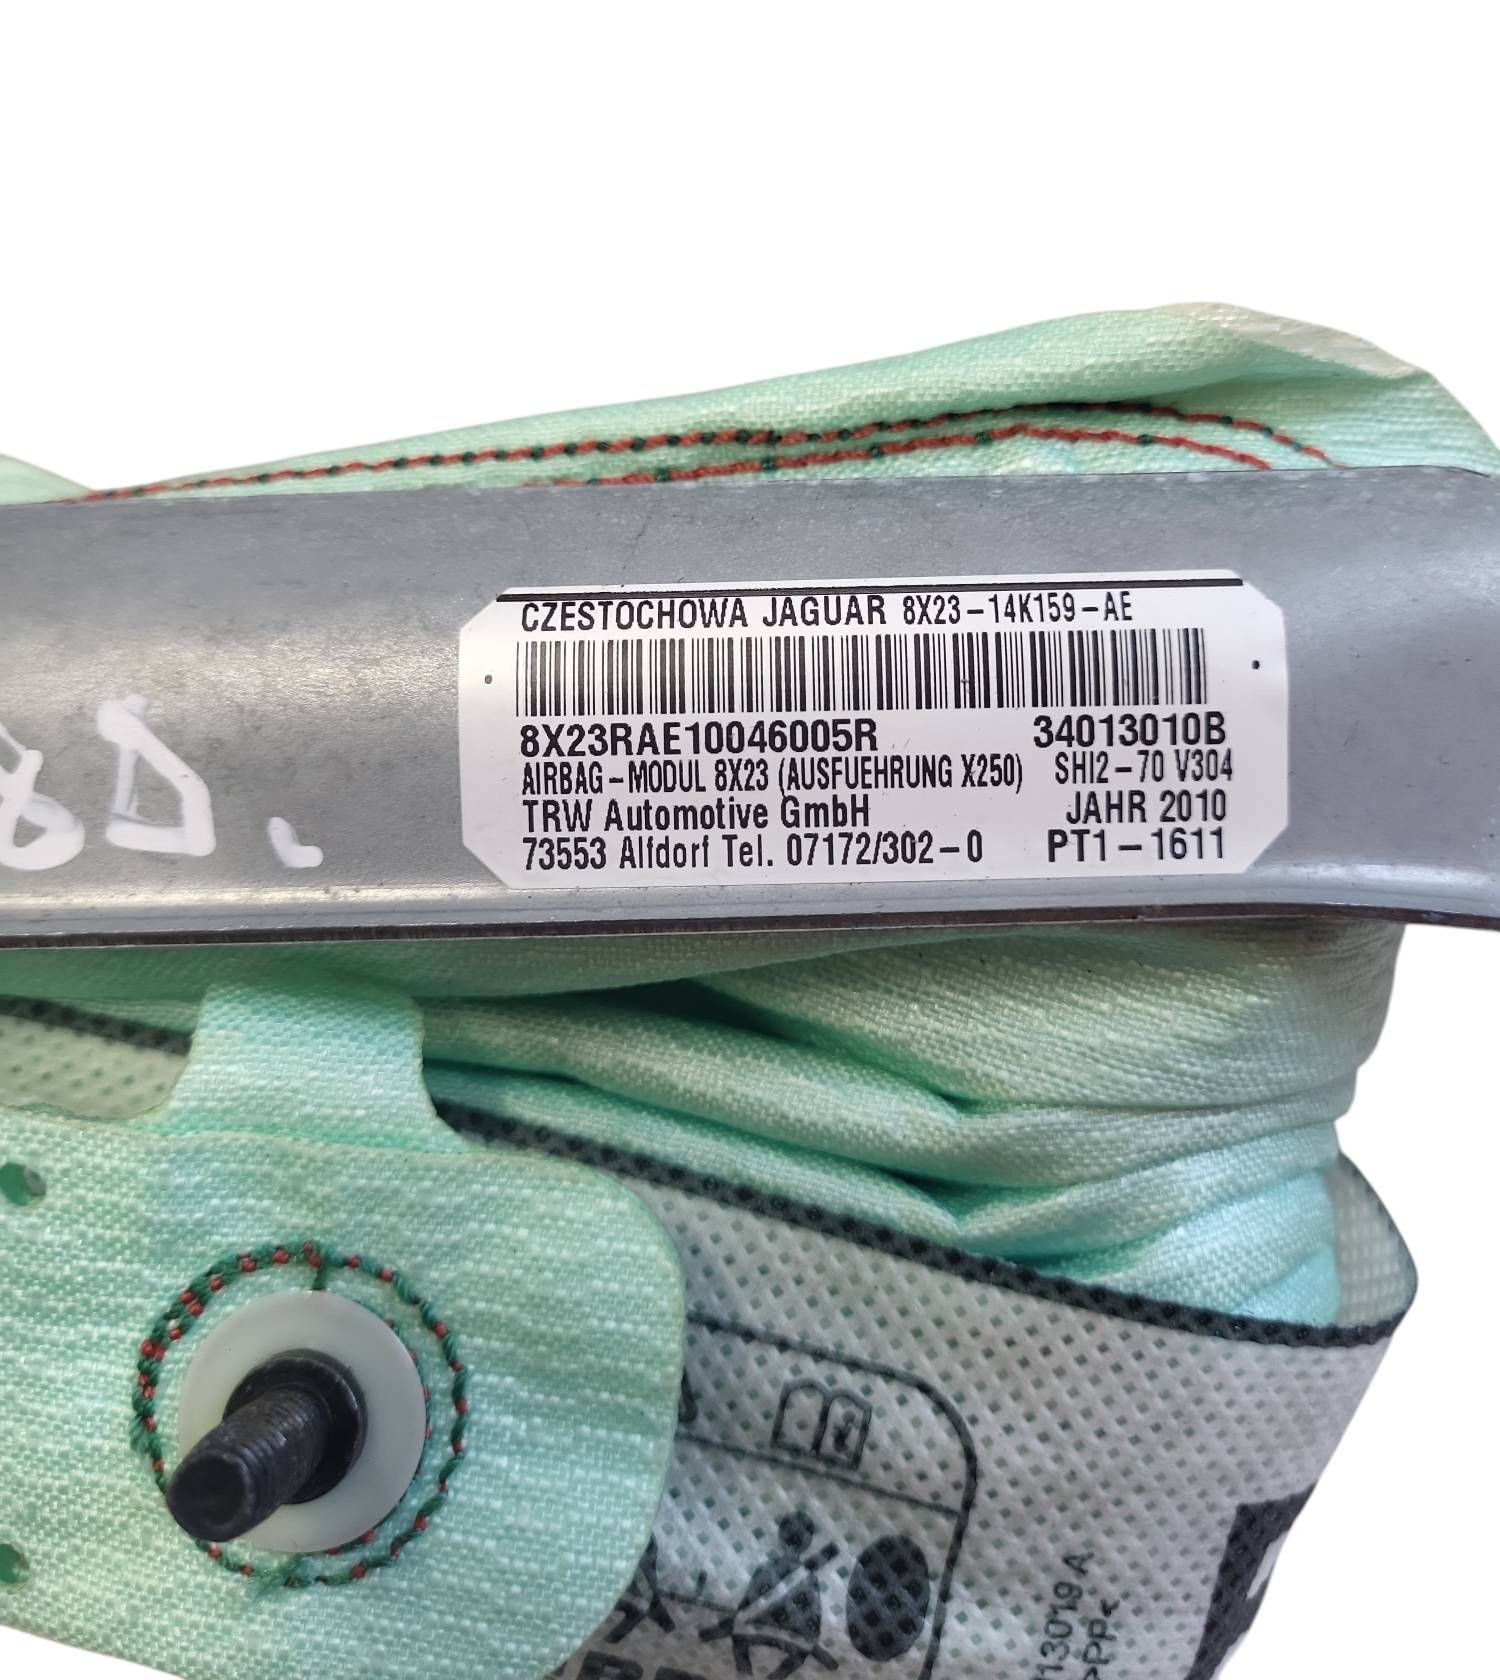 CZESTOCHOWA JAGUAR 8X23-14K159-AE
8X23RAE10046005R 34013010B
AIRBAG-MODUL 8X23 (AUSFUEHRUNG X250) SHI2-70 V304
TRW Automotive GmbH JAHR 2010
73553 Alfdorf Tel. 07172/302-0 PT1-1611
>PP<